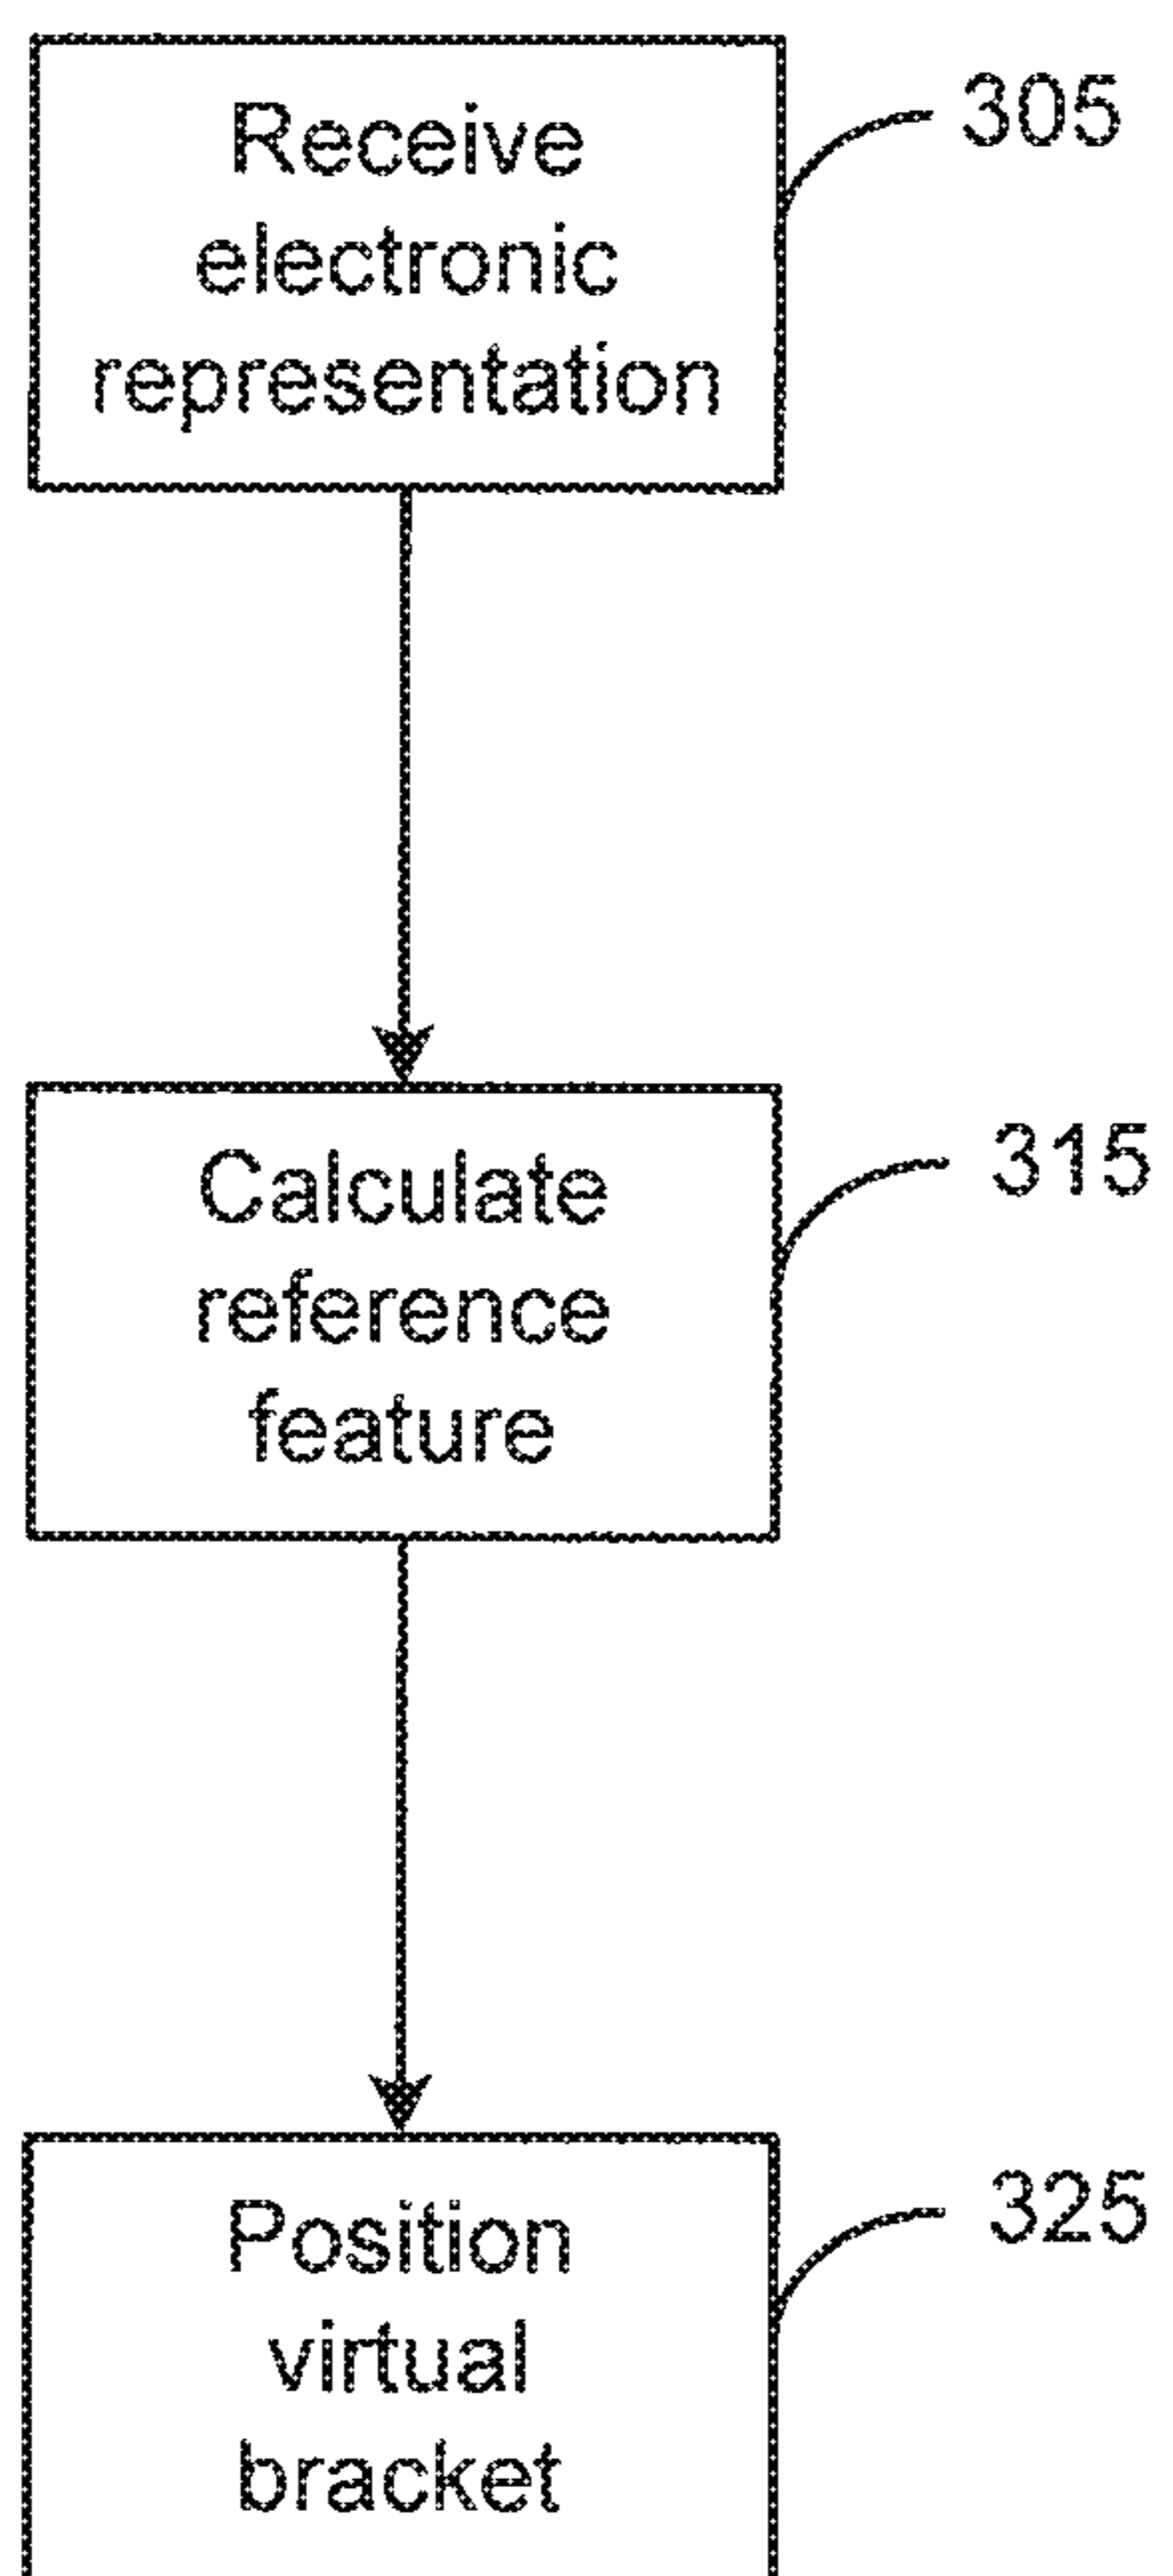 Receive
electronic
representation
305
Calculate
reference
feature
315
Position
virtual
bracket
325